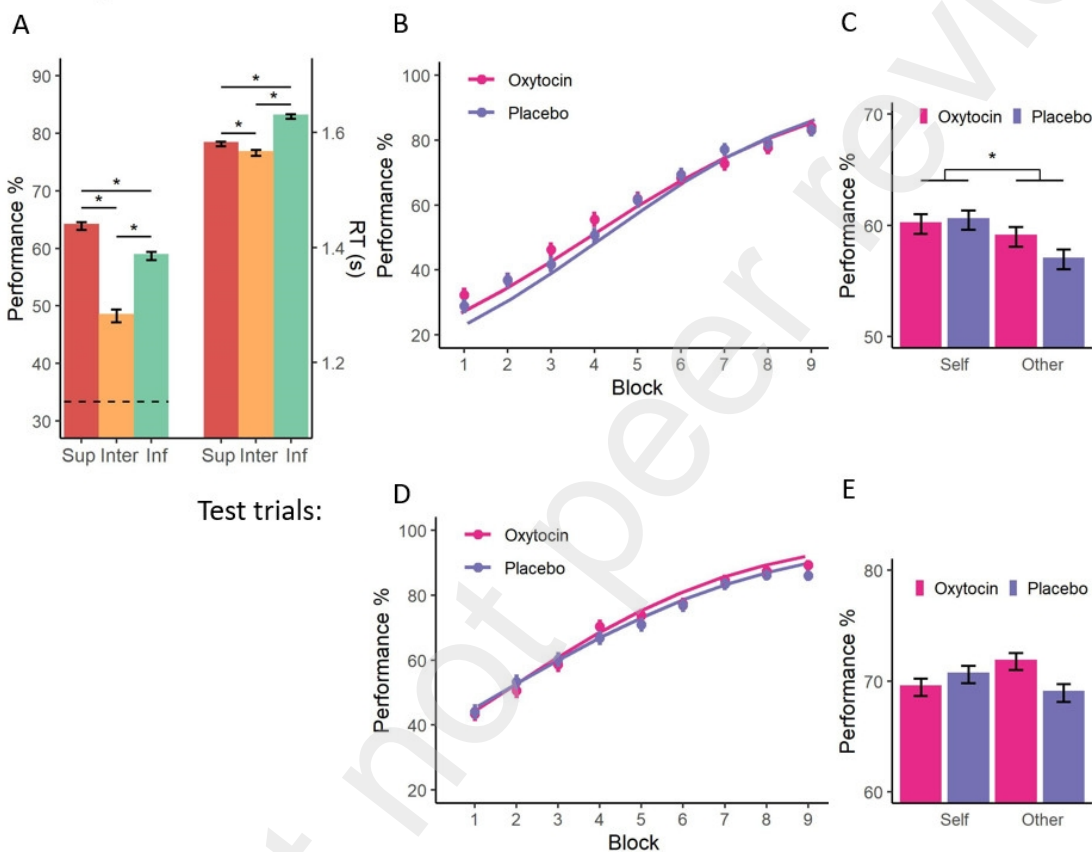 A
90
80
70
60
50
40
30
Performance %
* * *
* * *
1.6
1.4
1.2
RT (s)
Sup Inter Inf
Sup Inter Inf
B
Oxytocin
Placebo
100
80
60
40
20
Performance %
1 2 3 4 5 6 7 8 9
Block
C
Oxytocin Placebo
*
70
60
50
Performance %
Self Other
Test trials:
D
Oxytocin
Placebo
100
80
60
40
20
Performance %
1 2 3 4 5 6 7 8 9
Block
E
Oxytocin Placebo
80
70
60
Performance %
Self Other
not peer review